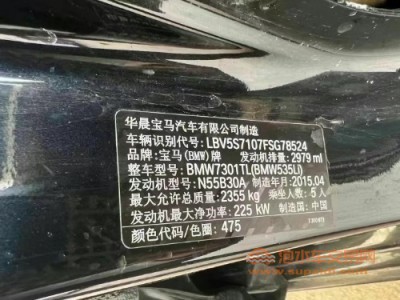 华晨宝马汽车有限公司制造
车辆识别代号: LBV5S7107FSG78524
品牌: 宝马(BMW)牌 发动机排量: 2979 ml
整车型号: BMW7301TL(BMW535Li)
发动机型号: N55B30A 制造年月: 2015.04
最大允许总质量: 2355 kg 乘坐人数: 5 人
发动机最大净功率: 225 kW 制造国: 中国
颜色代码/色圈: 475